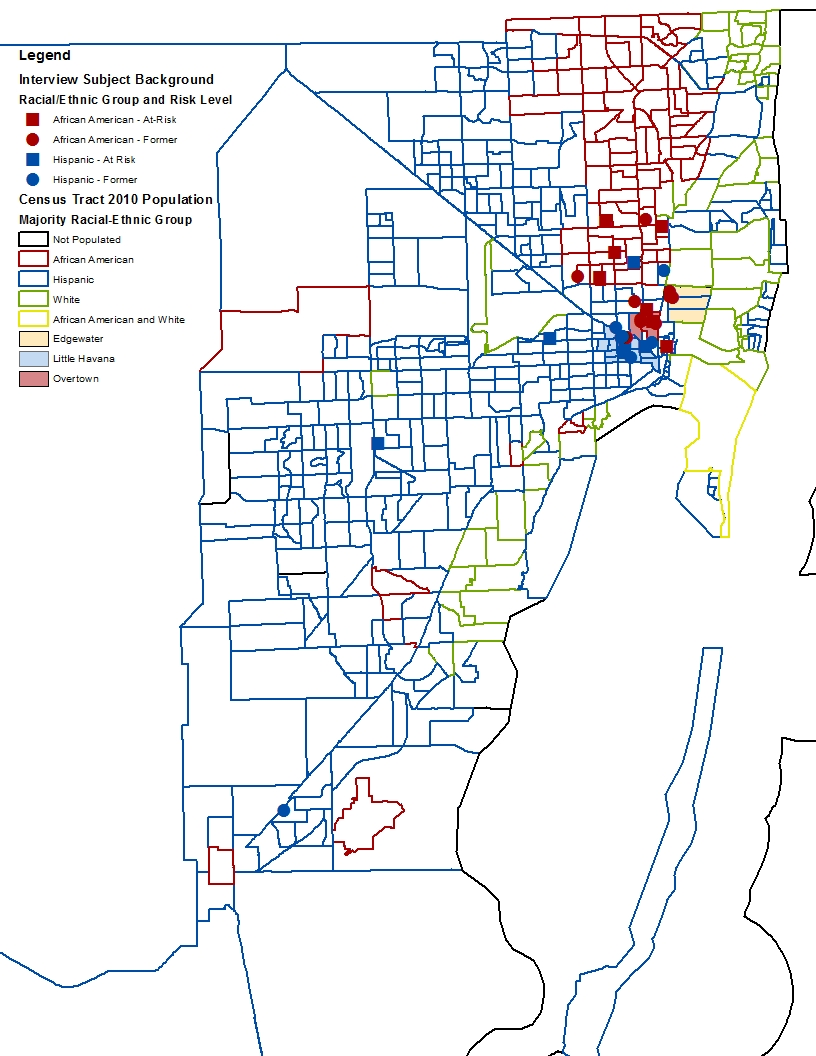 Legend
Interview Subject Background
Racial/Ethnic Group and Risk Level
African American - At-Risk
African American - Former
Hispanic - At Risk
Hispanic - Former
Census Tract 2010 Population
Majority Racial-Ethnic Group
Not Populated
African American
Hispanic
White
African American and White
Edgewater
Little Havana
Overtown